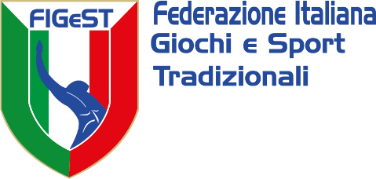 FIGeST
Federazione Italiana
Giochi e Sport
Tradizionali